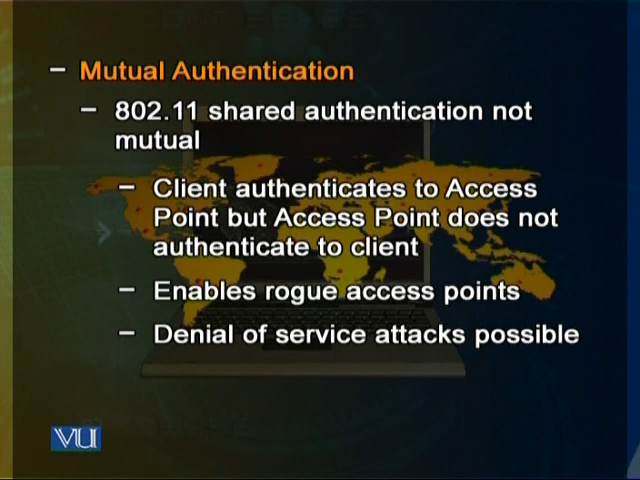 – Mutual Authentication
– 802.11 shared authentication not
mutual
– Client authenticates to Access
Point but Access Point does not
authenticate to client
– Enables rogue access points
– Denial of service attacks possible
VU